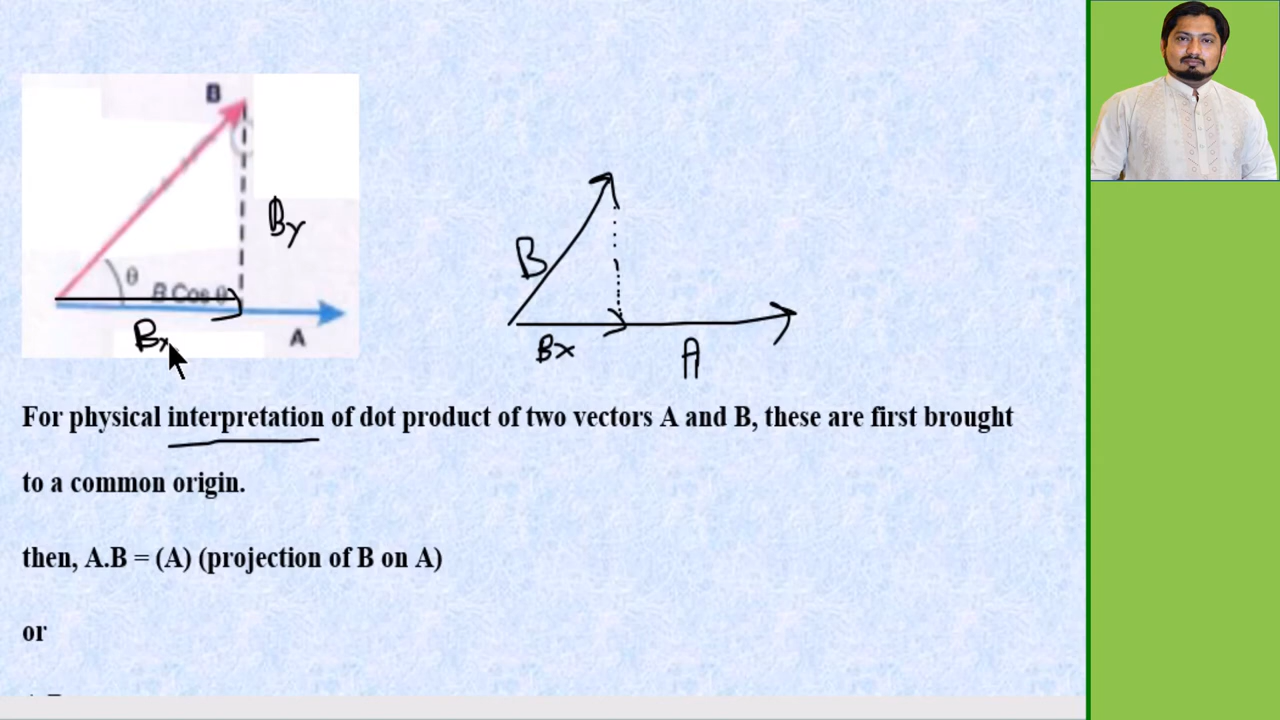 B
By
θ
B Cos θ
Bx
A
B
Bx
A
For physical interpretation of dot product of two vectors A and B, these are first brought
to a common origin.
then, A.B = (A) (projection of B on A)
or